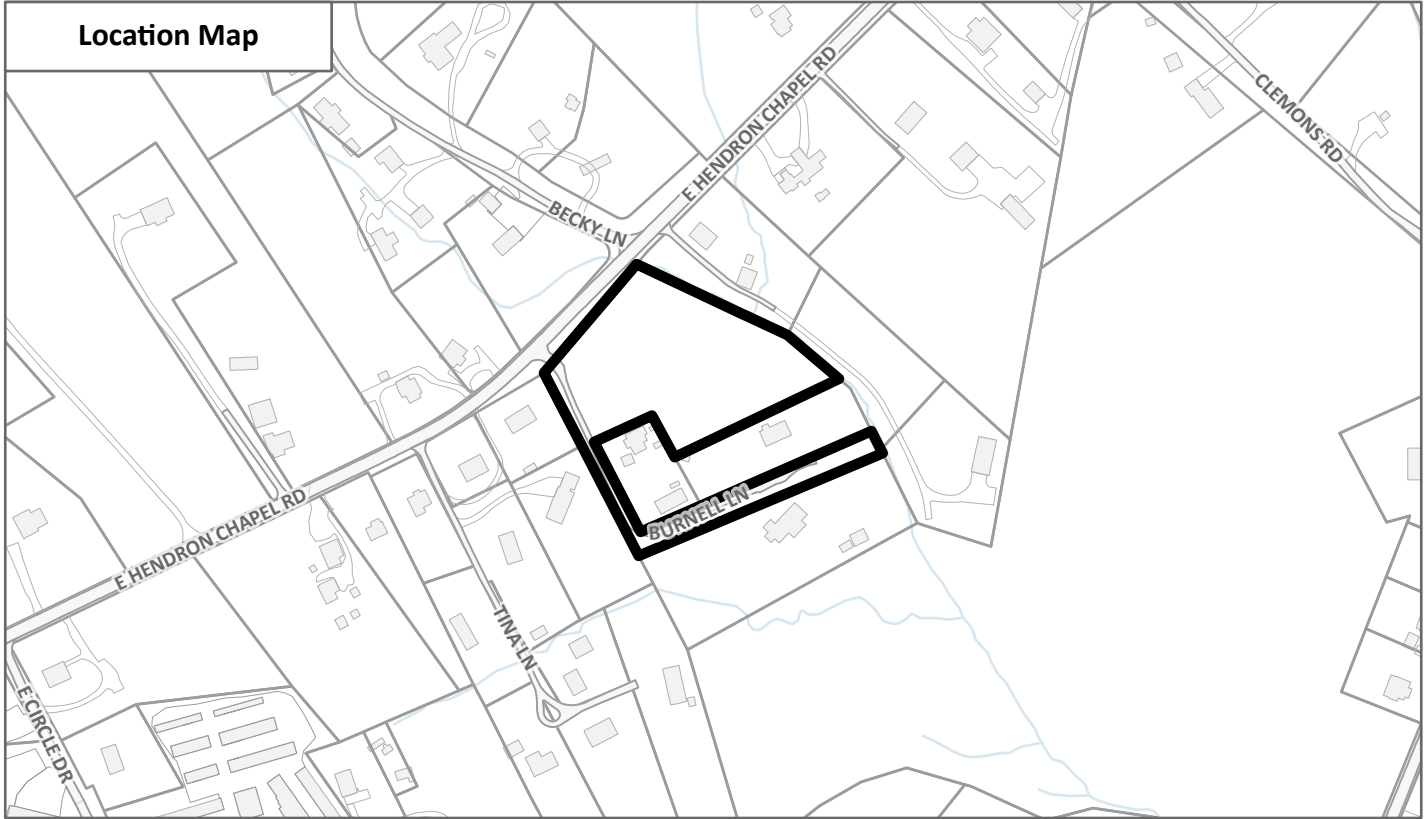 Location Map
E HENDRON CHAPEL RD
CLEMONS RD
BECKY LN
BURNELL LN
E HENDRON CHAPEL RD
TINA LN
E CIRCLE DR